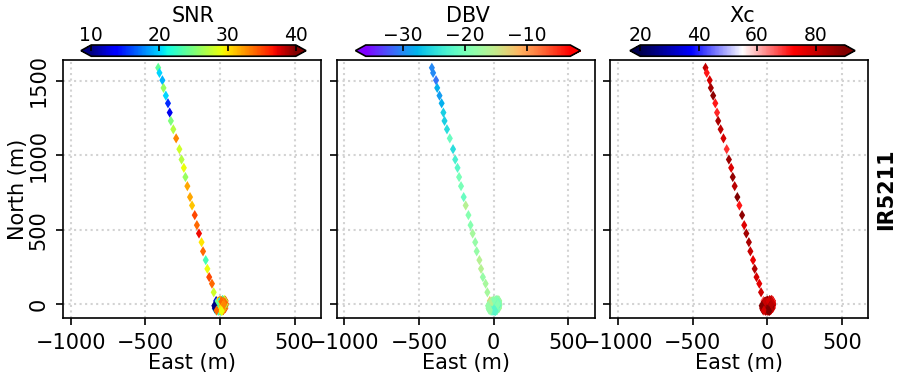 SNR DBV Xc
10 20 30 40 −30 −20 −10 20 40 60 80
1500
1000
500
0
North (m)
−1000 −500 0 500 −1000 −500 0 500 −1000 −500 0 500
East (m) East (m) East (m)
IR5211